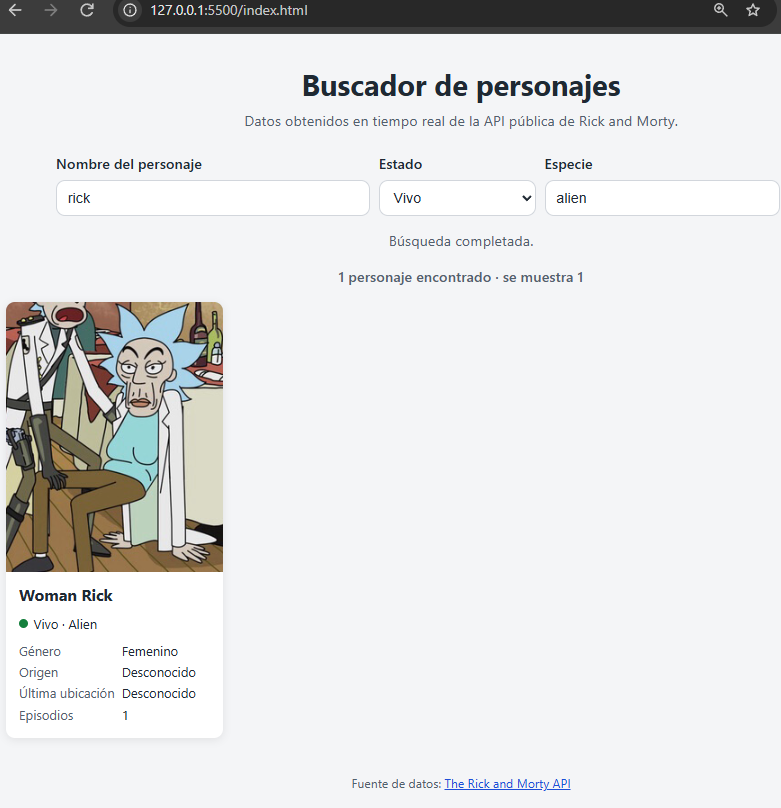 127.0.0.1:5500/index.html
Buscador de personajes
Datos obtenidos en tiempo real de la API pública de Rick and Morty.
Nombre del personaje Estado Especie
rick Vivo alien
Búsqueda completada.
1 personaje encontrado · se muestra 1
Woman Rick
Vivo · Alien
Género Femenino
Origen Desconocido
Última ubicación Desconocido
Episodios 1
Fuente de datos: The Rick and Morty API